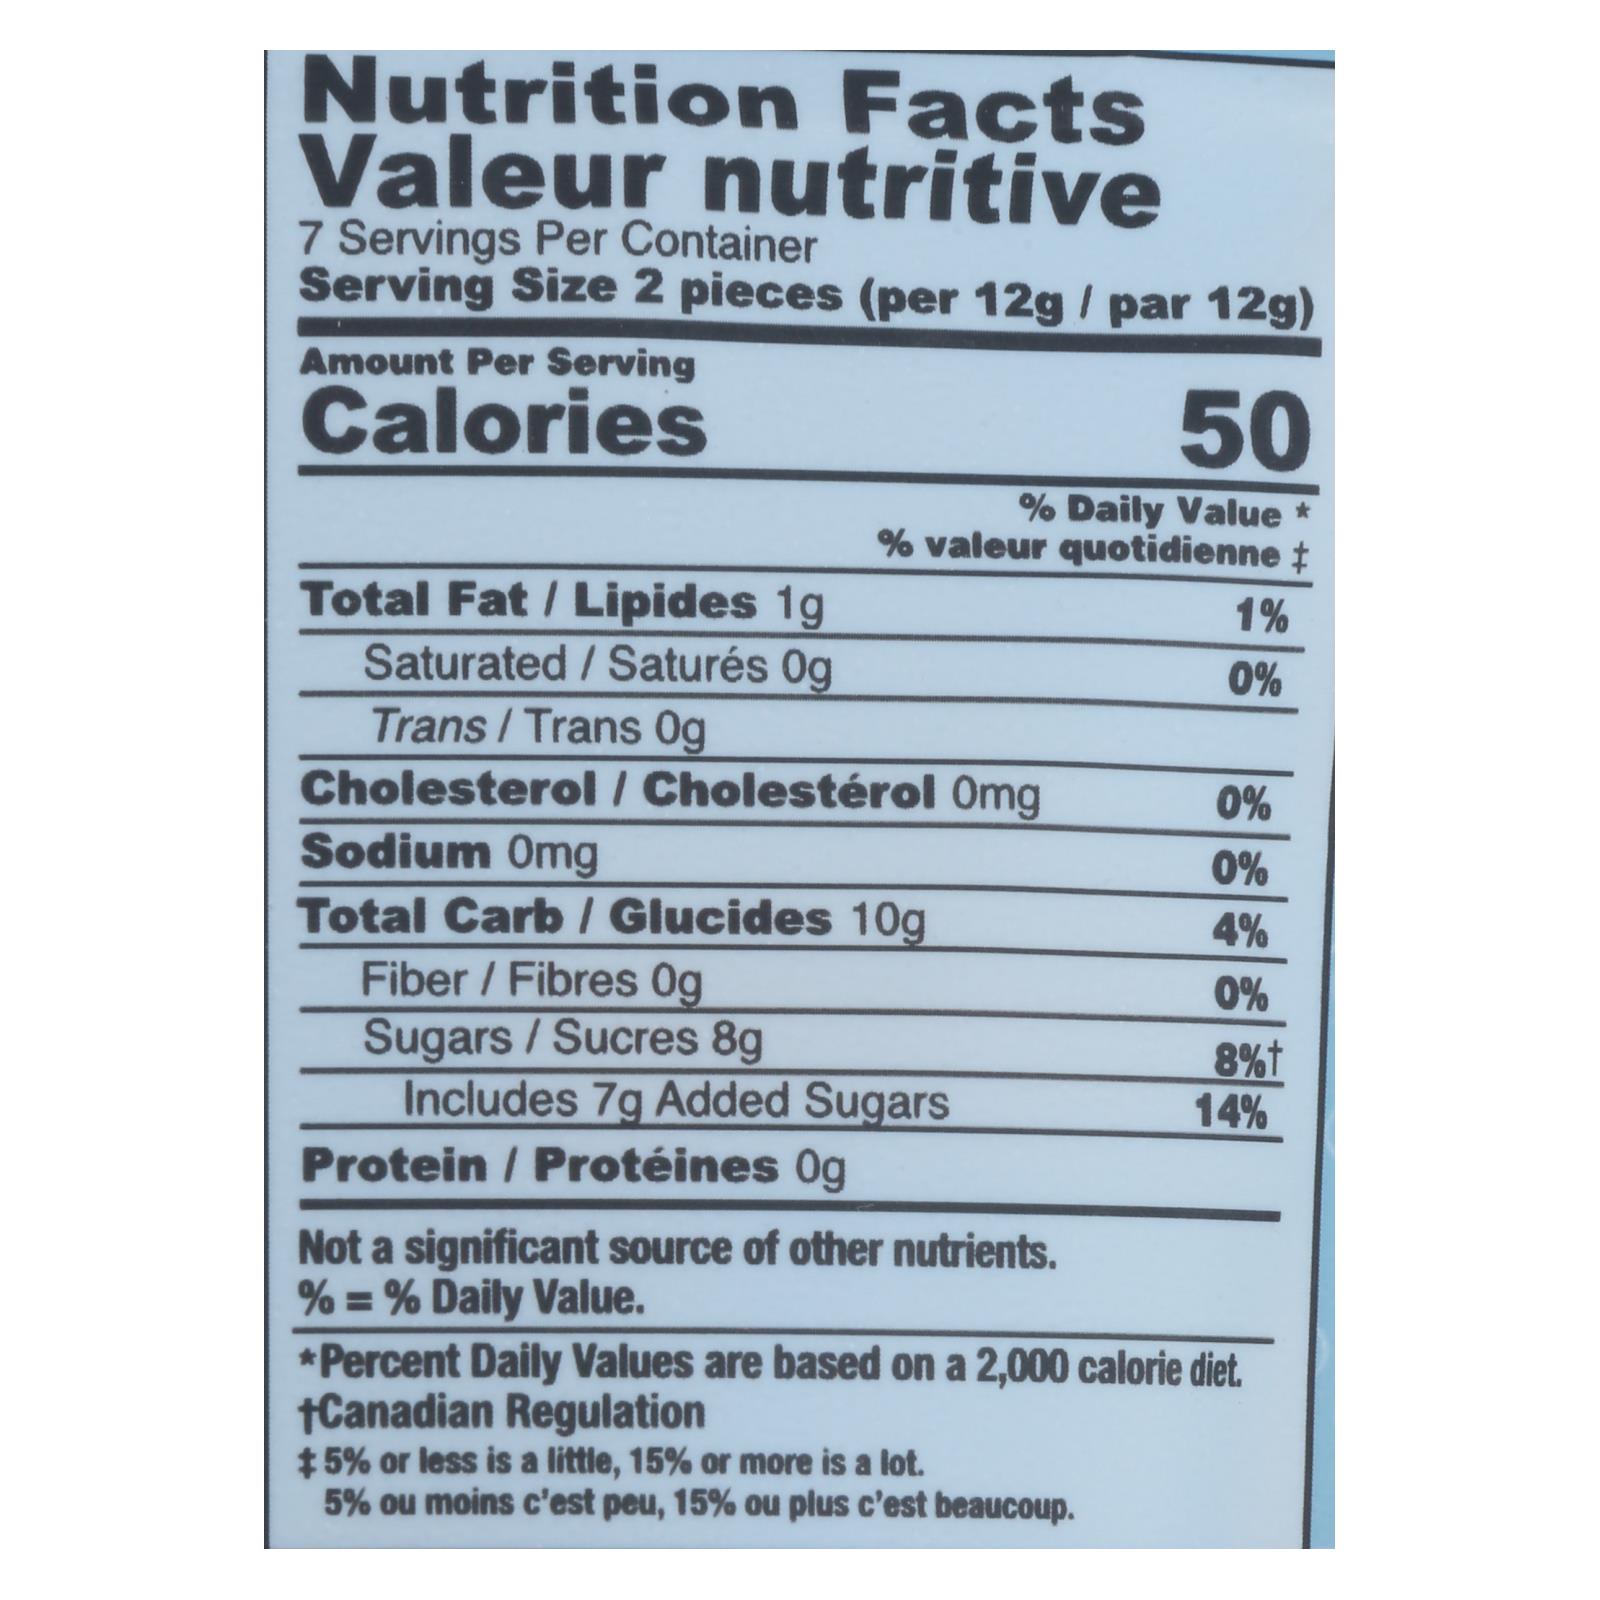 Nutrition Facts
Valeur nutritive
7 Servings Per Container
Serving Size 2 pieces (per 12g / par 12g)
Amount Per Serving
Calories 50
% Daily Value *
% valeur quotidienne ‡
Total Fat / Lipides 1g 1%
Saturated / Saturés 0g 0%
Trans / Trans 0g
Cholesterol / Cholestérol 0mg 0%
Sodium 0mg 0%
Total Carb / Glucides 10g 4%
Fiber / Fibres 0g 0%
Sugars / Sucres 8g 8%†
Includes 7g Added Sugars 14%
Protein / Protéines 0g
Not a significant source of other nutrients.
% = % Daily Value.
*Percent Daily Values are based on a 2,000 calorie diet.
†Canadian Regulation
‡ 5% or less is a little, 15% or more is a lot.
5% ou moins c'est peu, 15% ou plus c'est beaucoup.